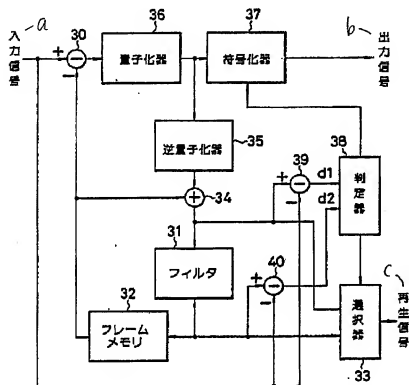 a
入力信号
+
-
30
36
量子化器
37
符号化器
b
出力信号
逆量子化器
35
+
34
39
+
-
d1
d2
38
判定器
31
フィルタ
40
+
-
32
フレームメモリ
選択器
33
c
再生信号